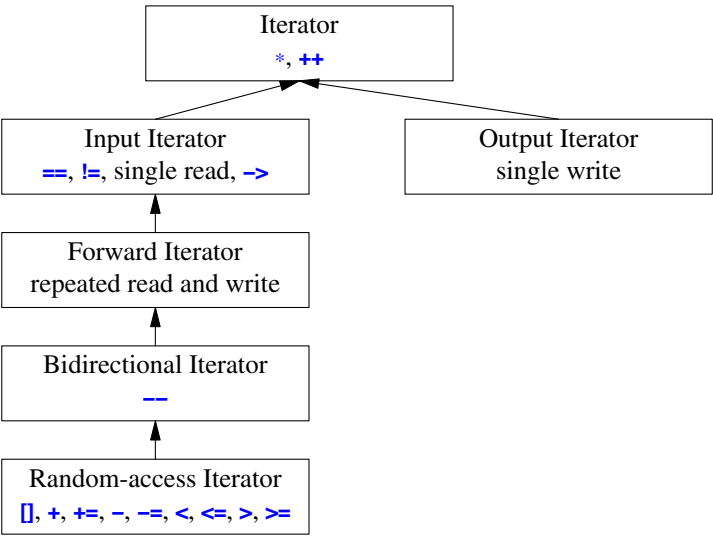 Iterator
*, ++
Input Iterator
==, !=, single read, −>
Output Iterator
single write
Forward Iterator
repeated read and write
Bidirectional Iterator
−−
Random-access Iterator
[], +, +=, −, −=, <, <=, >, >=